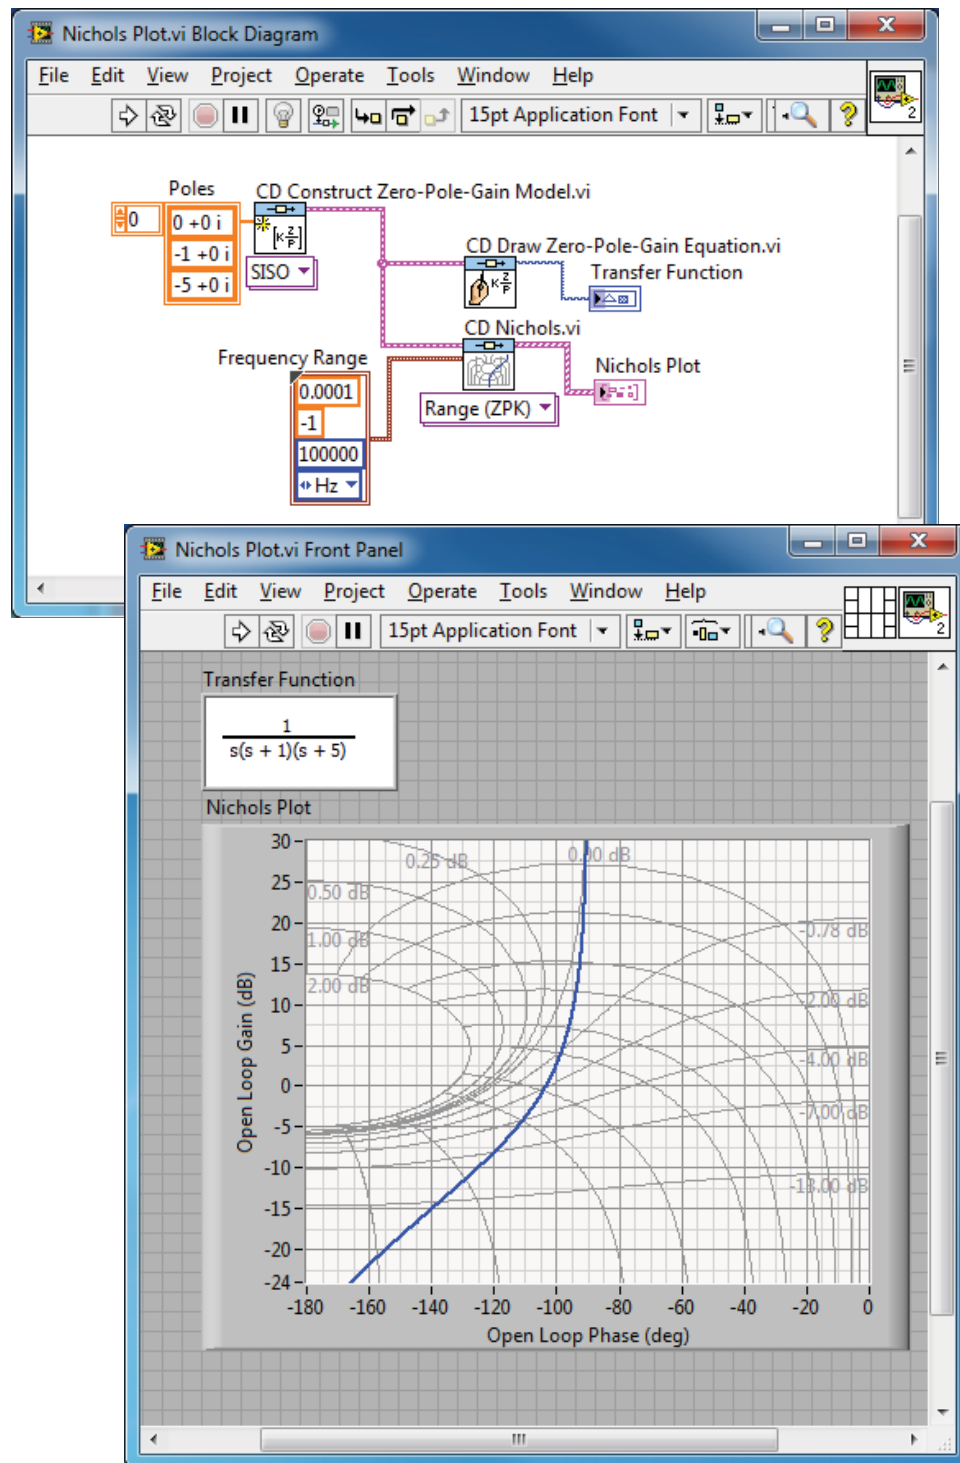 Nichols Plot.vi Block Diagram
File Edit View Project Operate Tools Window Help
15pt Application Font
2
Poles
CD Construct Zero-Pole-Gain Model.vi
0
0 +0 i
-1 +0 i
-5 +0 i
K Z/P
SISO
CD Draw Zero-Pole-Gain Equation.vi
K Z/P
Transfer Function
CD Nichols.vi
Range (ZPK)
Nichols Plot
Frequency Range
0.0001
-1
100000
Hz
Nichols Plot.vi Front Panel
File Edit View Project Operate Tools Window Help
15pt Application Font
2
Transfer Function
1
s(s + 1)(s + 5)
Nichols Plot
Open Loop Gain (dB)
30
25
20
15
10
5
0
-5
-10
-15
-20
-24
0.25 dB
0.00 dB
0.50 dB
1.00 dB
2.00 dB
-0.78 dB
-2.00 dB
-4.00 dB
-7.00 dB
-13.00 dB
-180 -160 -140 -120 -100 -80 -60 -40 -20 0
Open Loop Phase (deg)